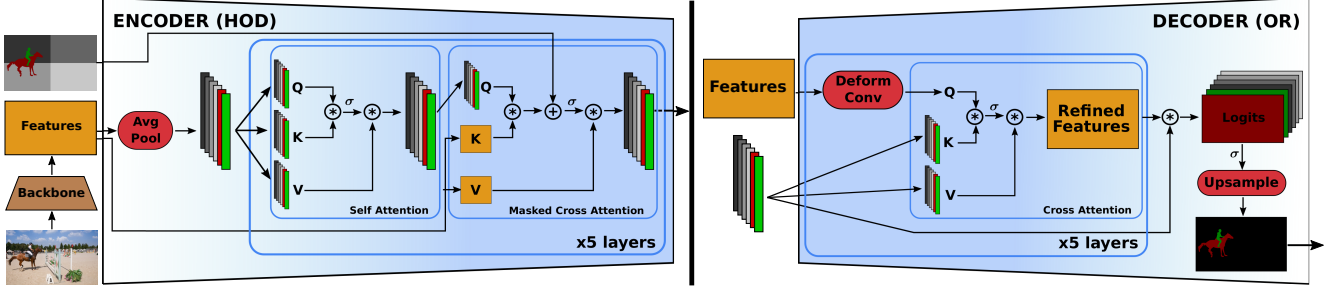 ENCODER (HOD)
Features
Backbone
Avg
Pool
Q
K
V
σ
Self Attention
Q
K
V
σ
Masked Cross Attention
x5 layers
DECODER (OR)
Features
Deform
Conv
Q
K
V
σ
Refined
Features
Cross Attention
x5 layers
Logits
σ
Upsample